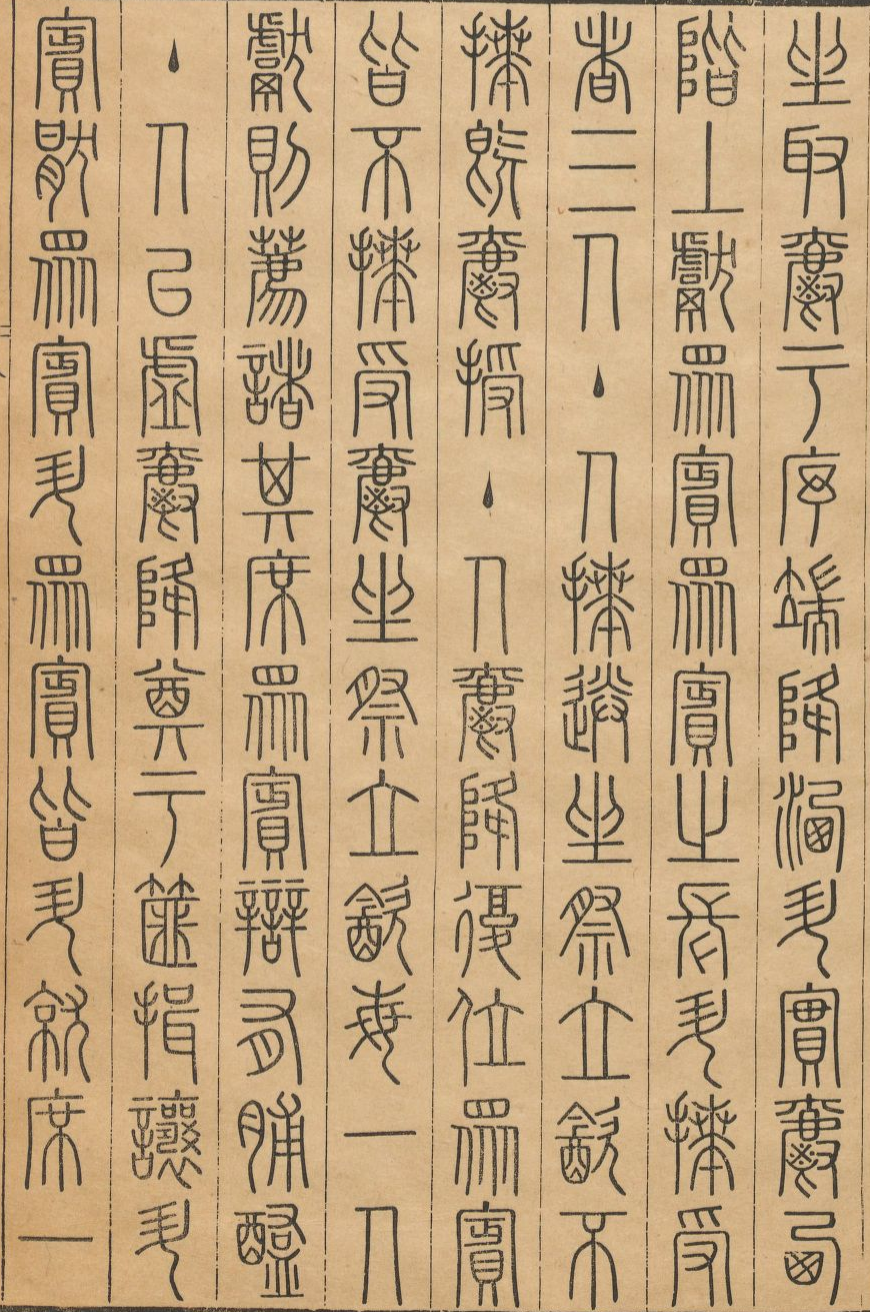 坐取爵于序端降洗升實爵西
階上獻眾賓眾賓之長升拜受
者三人主人拜送坐祭立飲不
拜既爵授主人爵降復位眾賓
皆不拜受爵坐祭立飲每一人
獻則薦諸其席眾賓辯有脯醢
主人以虛爵降奠于篚揖讓升
賓厭眾賓升眾賓皆升就席一